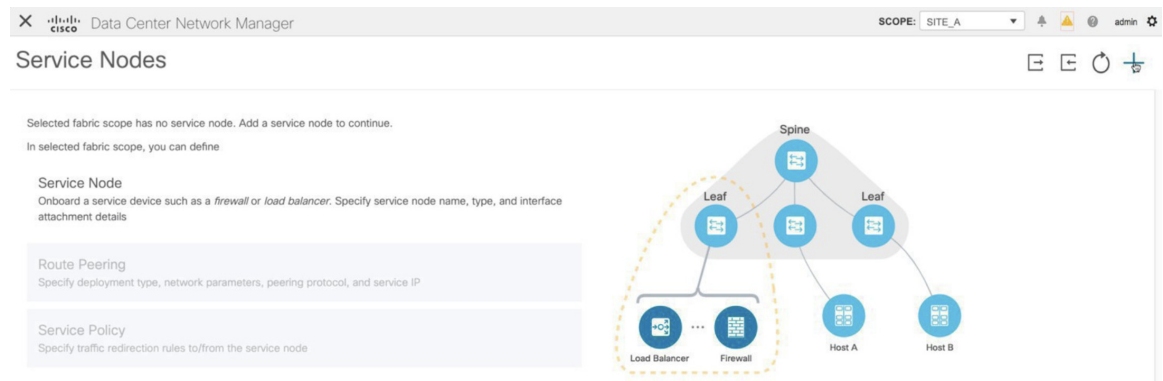 CISCO Data Center Network Manager
SCOPE: SITE_A
admin
Service Nodes
Selected fabric scope has no service node. Add a service node to continue.
In selected fabric scope, you can define
Service Node
Onboard a service device such as a firewall or load balancer. Specify service node name, type, and interface
attachment details
Route Peering
Specify deployment type, network parameters, peering protocol, and service IP
Service Policy
Specify traffic redirection rules to/from the service node
Spine
Leaf
Leaf
Load Balancer
...
Firewall
Host A
Host B